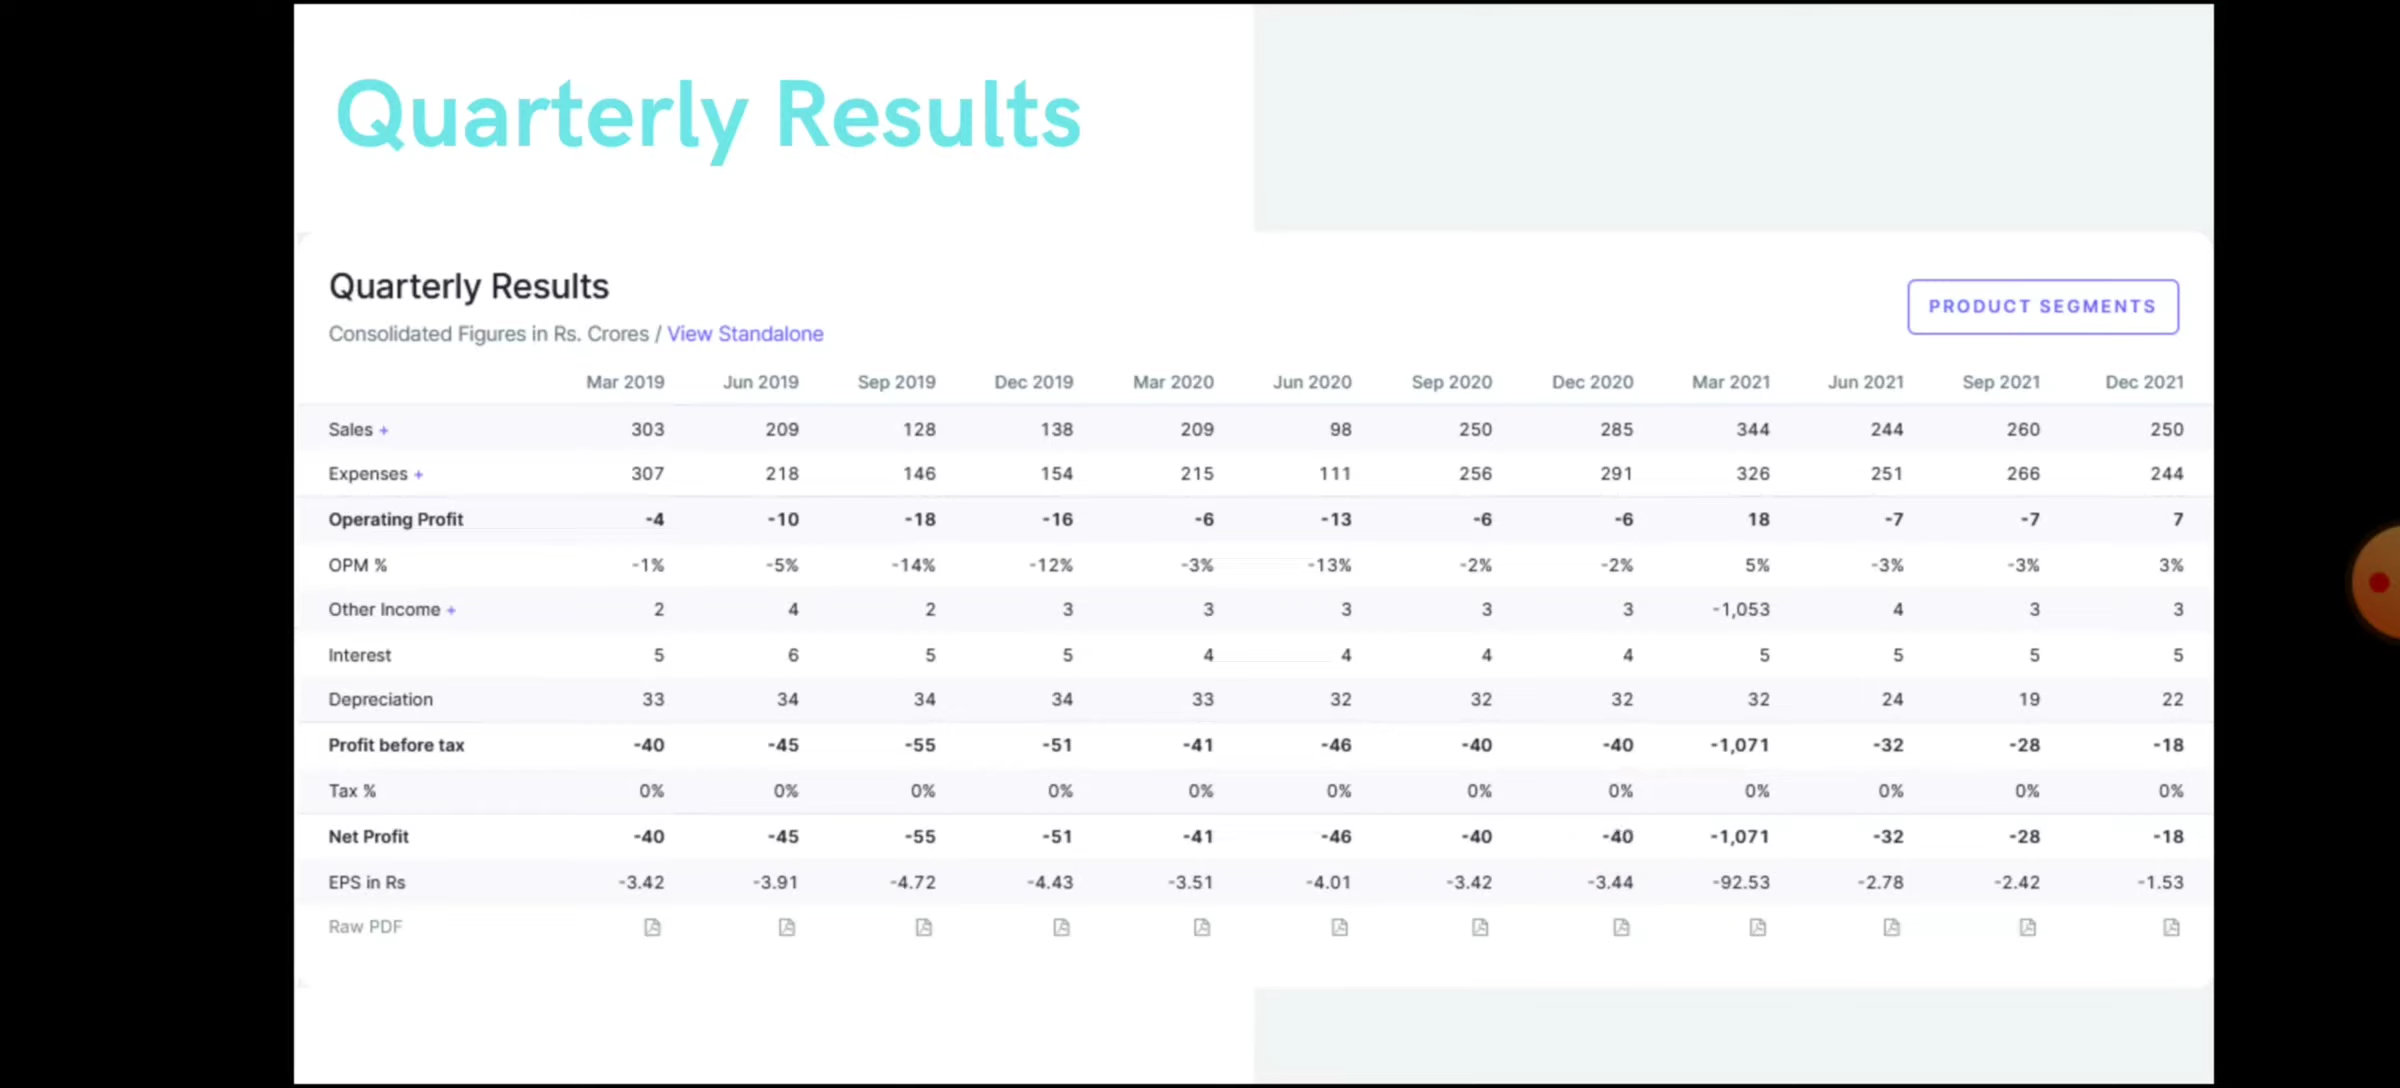 Quarterly Results
Quarterly Results
PRODUCT SEGMENTS
Consolidated Figures in Rs. Crores / View Standalone
Mar 2019 Jun 2019 Sep 2019 Dec 2019 Mar 2020 Jun 2020 Sep 2020 Dec 2020 Mar 2021 Jun 2021 Sep 2021 Dec 2021
Sales + 303 209 128 138 209 98 250 285 344 244 260 250
Expenses + 307 218 146 154 215 111 256 291 326 251 266 244
Operating Profit -4 -10 -18 -16 -6 -13 -6 -6 18 -7 -7 7
OPM % -1% -5% -14% -12% -3% -13% -2% -2% 5% -3% -3% 3%
Other Income + 2 4 2 3 3 3 3 3 -1,053 4 3 3
Interest 5 6 5 5 4 4 4 4 5 5 5 5
Depreciation 33 34 34 34 33 32 32 32 32 24 19 22
Profit before tax -40 -45 -55 -51 -41 -46 -40 -40 -1,071 -32 -28 -18
Tax % 0% 0% 0% 0% 0% 0% 0% 0% 0% 0% 0% 0%
Net Profit -40 -45 -55 -51 -41 -46 -40 -40 -1,071 -32 -28 -18
EPS in Rs -3.42 -3.91 -4.72 -4.43 -3.51 -4.01 -3.42 -3.44 -92.53 -2.78 -2.42 -1.53
Raw PDF